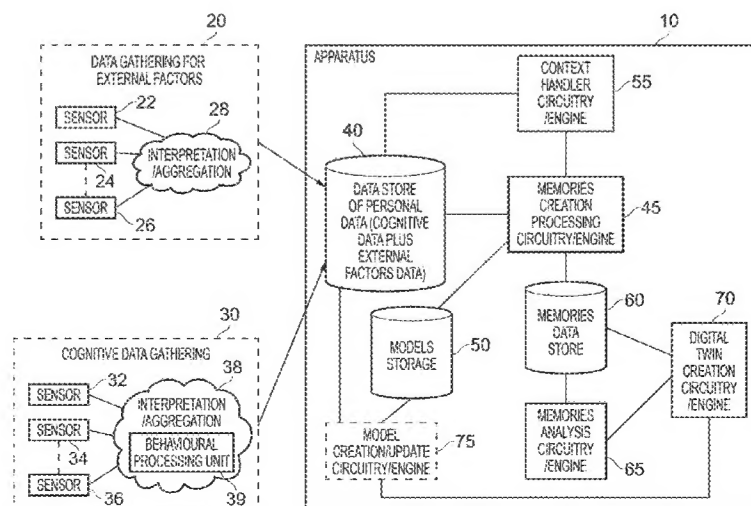 20
DATA GATHERING FOR
EXTERNAL FACTORS
SENSOR
22
28
SENSOR
24
INTERPRETATION
/AGGREGATION
SENSOR
26
30
COGNITIVE DATA GATHERING
SENSOR
32
38
INTERPRETATION
/AGGREGATION
SENSOR
34
BEHAVIOURAL
PROCESSING UNIT
SENSOR
36
39
10
APPARATUS
CONTEXT
HANDLER
CIRCUITRY
/ENGINE
55
40
DATA STORE
OF PERSONAL
DATA (COGNITIVE
DATA PLUS
EXTERNAL
FACTORS DATA)
MEMORIES
CREATION
PROCESSING
CIRCUITRY/ENGINE
45
MODELS
STORAGE
50
60
MEMORIES
DATA
STORE
70
DIGITAL
TWIN
CREATION
CIRCUITRY
/ENGINE
MODEL
CREATION/UPDATE
CIRCUITRY/ENGINE
75
MEMORIES
ANALYSIS
CIRCUITRY
/ENGINE
65